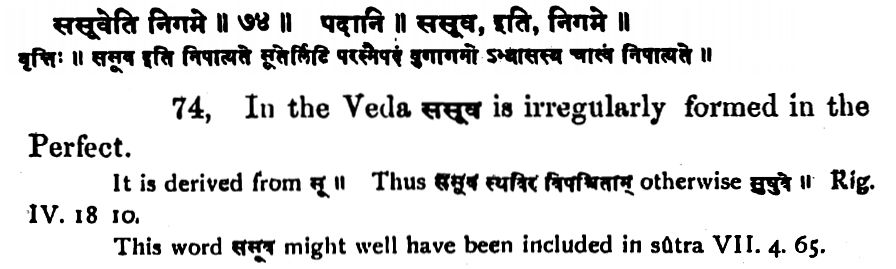 ससूवेति निगमे ॥ ७४ ॥ पदानि ॥ ससूव, इति, निगमे ॥
वृत्तिः ॥ ससूव इति निपात्यते सूतेर्लिटि परस्मैपदं वुगागमो ऽभ्यासस्य चात्वं निपात्यते ॥
74, In the Veda ससूव is irregularly formed in the
Perfect.
It is derived from सू ॥ Thus ससूव स्थविरं विपश्चिताम् otherwise सुषुवे ॥ Rig.
IV. 18 10.
This word ससूव might well have been included in sûtra VII. 4. 65.